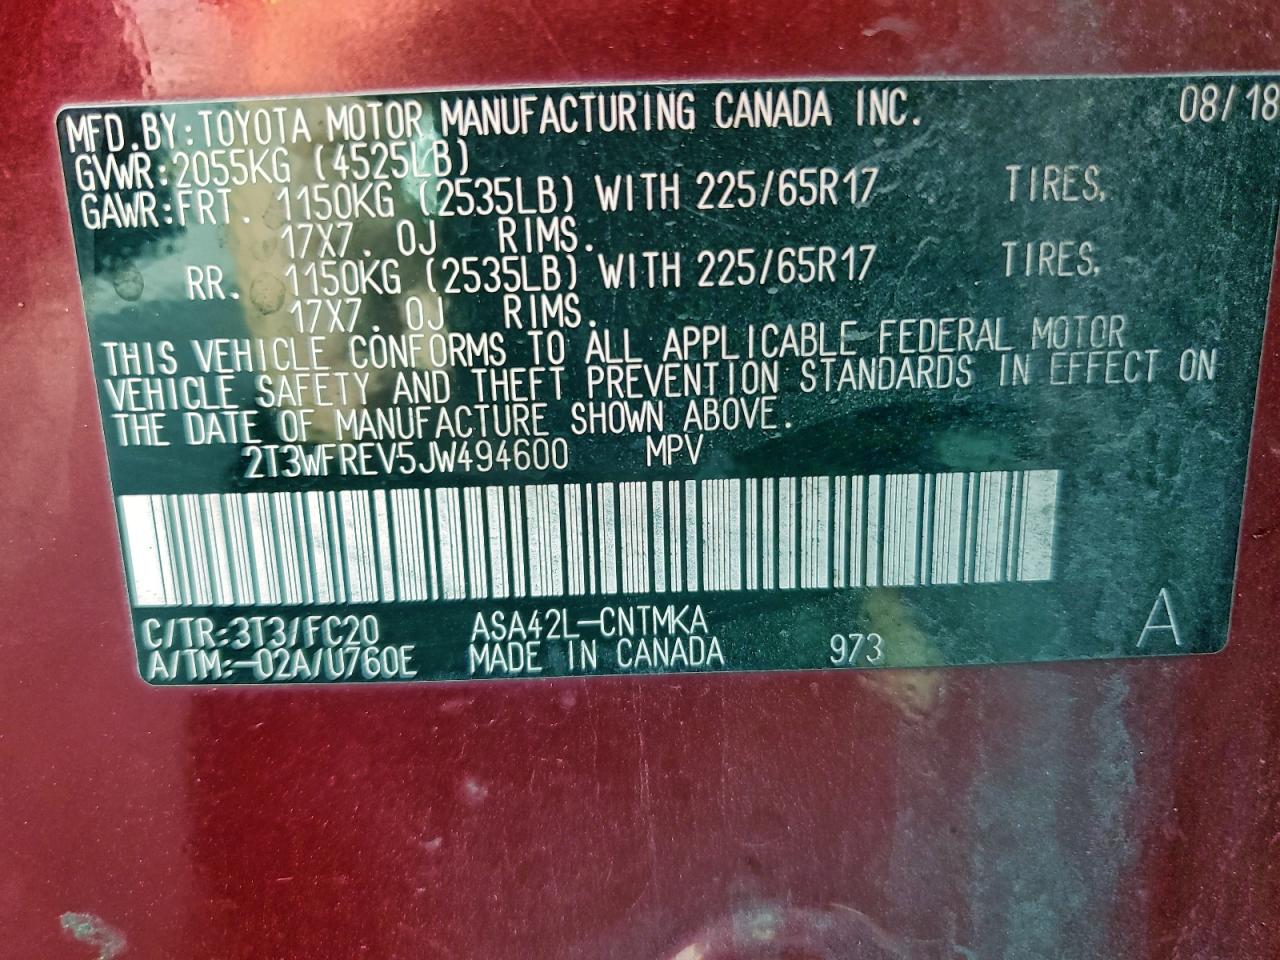 MFD.BY:TOYOTA MOTOR MANUFACTURING CANADA INC. 08/18
GVWR:2055KG (4525LB)
GAWR:FRT. 1150KG (2535LB) WITH 225/65R17 TIRES,
17X7.0J RIMS.
RR. 1150KG (2535LB) WITH 225/65R17 TIRES,
17X7.0J RIMS.
THIS VEHICLE CONFORMS TO ALL APPLICABLE FEDERAL MOTOR
VEHICLE SAFETY AND THEFT PREVENTION STANDARDS IN EFFECT ON
THE DATE OF MANUFACTURE SHOWN ABOVE.
2T3WFREV5JW494600 MPV
C/TR:3T3/FC20 ASA42L-CNTMKA
A/TM:-02A/U760E MADE IN CANADA 973 A